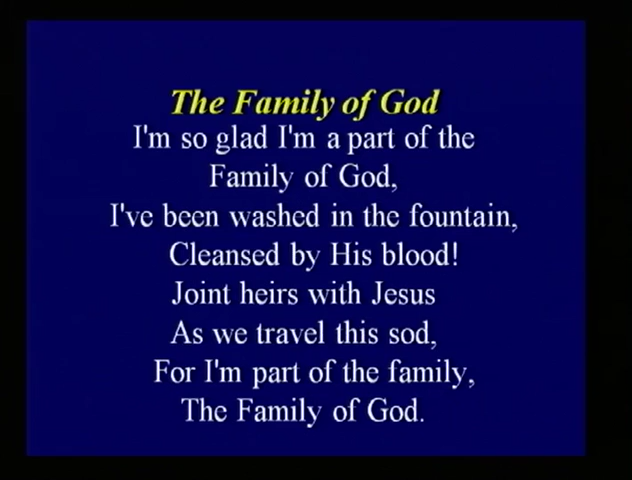 The Family of God
I'm so glad I'm a part of the
Family of God,
I've been washed in the fountain,
Cleansed by His blood!
Joint heirs with Jesus
As we travel this sod,
For I'm part of the family,
The Family of God.